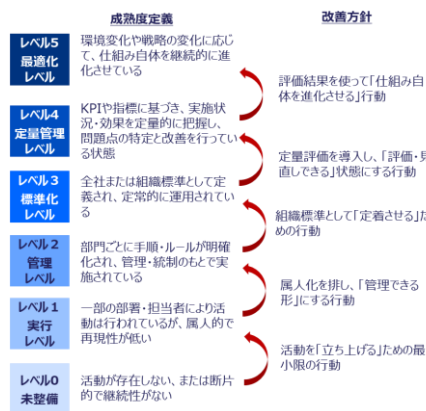 成熟度定義
改善方針
レベル５
最適化
レベル
環境変化や戦略の変化に応じ
て、仕組み自体を継続的に進
化させている
評価結果を使って「仕組み自
体を進化させる」行動
レベル4
定量管理
レベル
KPIや指標に基づき、実施状
況・効果を定量的に把握し、
問題点の特定と改善を行ってい
る状態
定量評価を導入し、「評価・見
直しできる」状態にする行動
レベル３
標準化
レベル
全社または組織標準として定
義され、定常的に運用されてい
る
組織標準として「定着させる」た
めの行動
レベル２
管理
レベル
部門ごとに手順・ルールが明確
化され、管理・統制のもとで実
施されている
属人化を排し、「管理できる
形」にする行動
レベル１
実行
レベル
一部の部署・担当者により活
動は行われているが、属人的で
再現性が低い
活動を「立ち上げる」ための最
小限の行動
レベル0
未整備
活動が存在しない、または断片
的で継続性がない